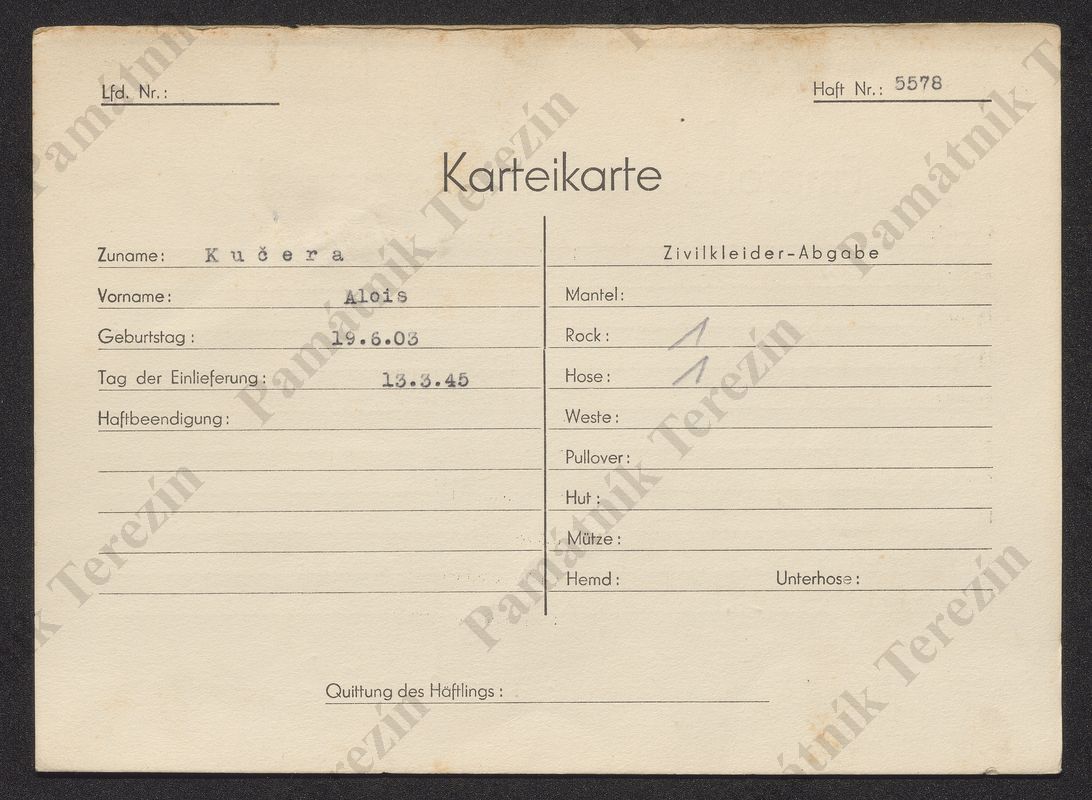 Lfd. Nr.:
Haft Nr.: 5578
Karteikarte
Zuname: Kučera
Vorname: Alois
Geburtstag: 19.6.03
Tag der Einlieferung: 13.3.45
Haftbeendigung:
Zivilkleider-Abgabe
Mantel:
Rock: 1
Hose: 1
Weste:
Pullover:
Hut:
Mütze:
Hemd: Unterhose:
Quittung des Häftlings:
Památník Terezín